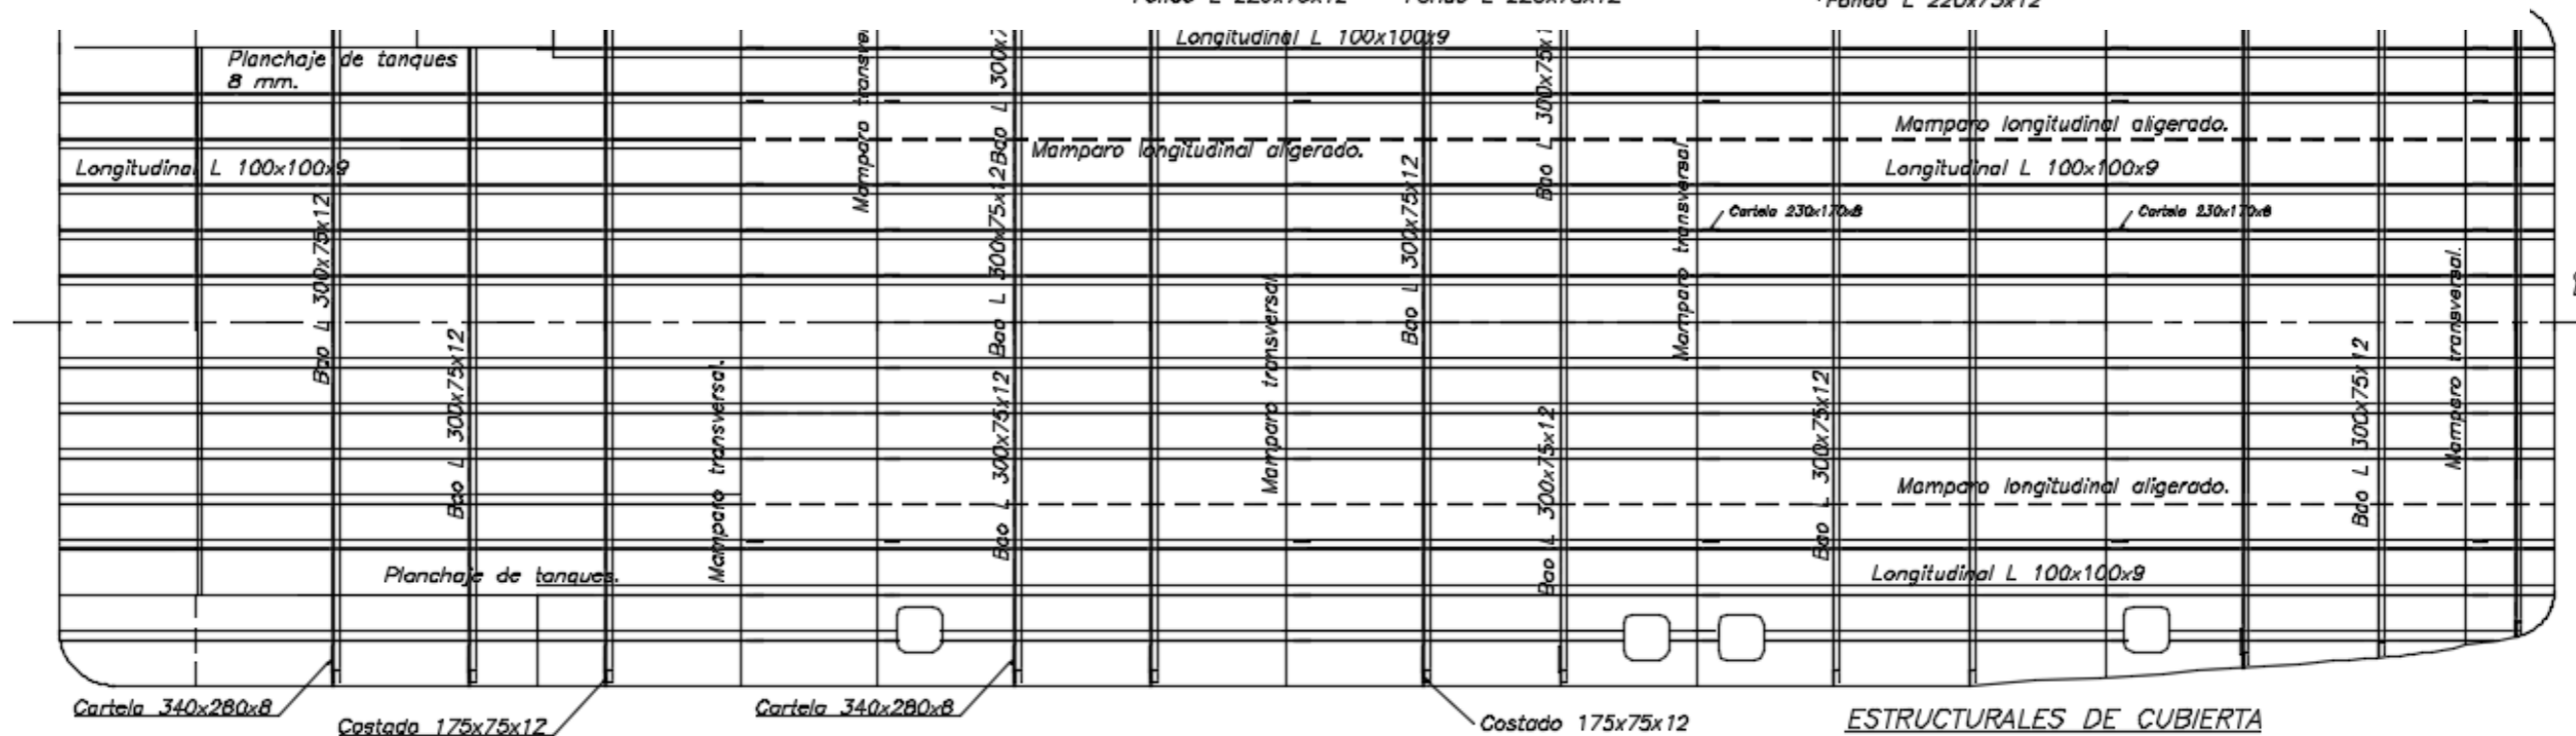 Fondo L 220x75x12
Longitudinal L 100x100x9
Planchaje de tanques
8 mm.
Mamparo longitudinal aligerado.
Mamparo longitudinal aligerado.
Longitudinal L 100x100x9
Longitudinal L 100x100x9
Cartela 230x170x8
Cartela 230x170x8
Bao L 300x75x12
Bao L 300x75x12
Mamparo transversal.
Bao L 300x75x12
Bao L 300x75x12
Mamparo transversal
Bao L 300x75x12
Bao L 300x75x12
Mamparo transversal
Bao L 300x75x12
Bao L 300x75x12
Mamparo transversal.
Mamparo longitudinal aligerado.
Planchaje de tanques.
Longitudinal L 100x100x9
Cartela 340x280x8
Costado 175x75x12
Cartela 340x280x8
Costado 175x75x12
ESTRUCTURALES DE CUBIERTA